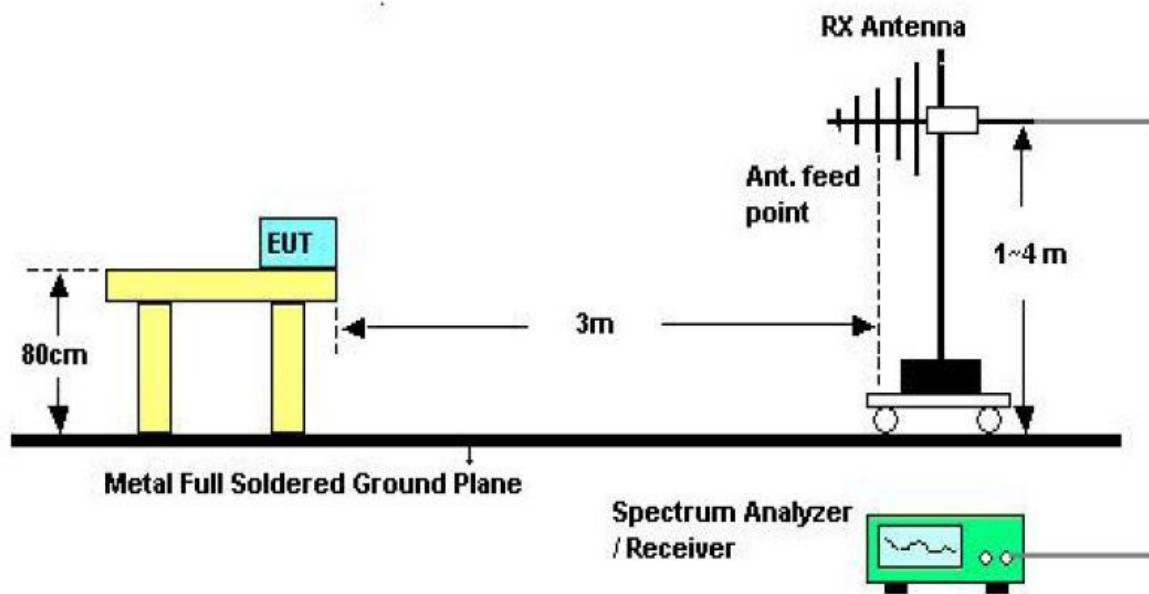 RX Antenna
Ant. feed
point
EUT
1~4 m
3m
80cm
Metal Full Soldered Ground Plane
Spectrum Analyzer
/ Receiver